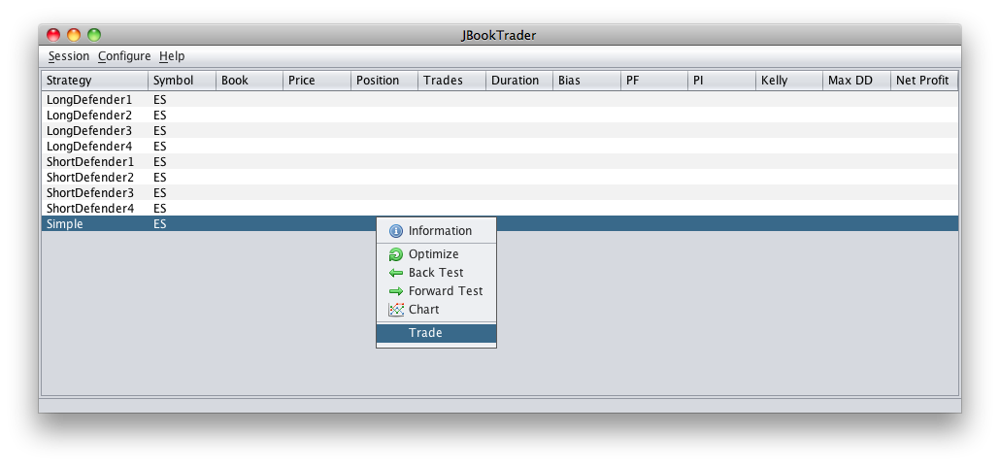 JBookTrader
Session Configure Help
Strategy Symbol Book Price Position Trades Duration Bias PF PI Kelly Max DD Net Profit
LongDefender1 ES
LongDefender2 ES
LongDefender3 ES
LongDefender4 ES
ShortDefender1 ES
ShortDefender2 ES
ShortDefender3 ES
ShortDefender4 ES
Simple ES
Information
Optimize
Back Test
Forward Test
Chart
Trade